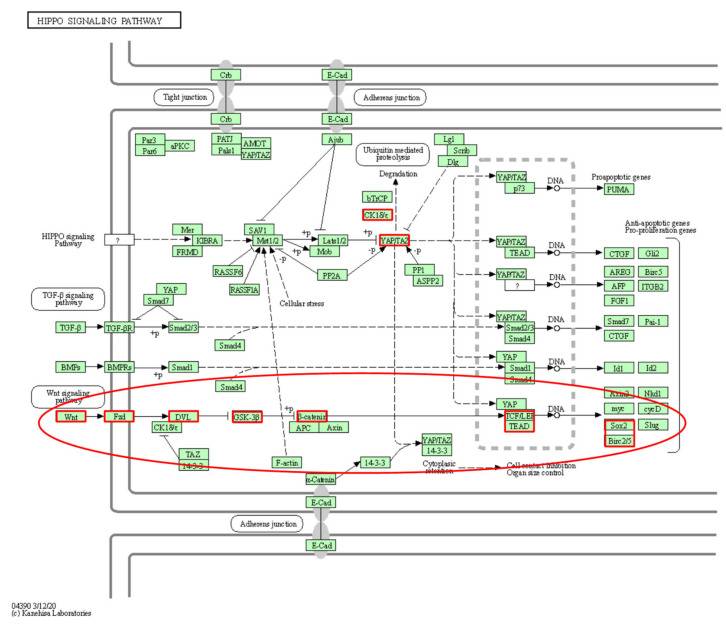 HIPPO SIGNALING PATHWAY
Crb
E-Cad
Tight junction
Adherens junction
Crb
E-Cad
Par3
Par6
aPKC
PATJ
Pals1
AMOT
YAP/TAZ
Ajub
Ubiquitin mediated
proteolysis
Lgl
Scrib
Dlg
Degradation
bTrCP
CK1δ/ε
YAP/TAZ
p73
DNA
Proapoptotic genes
PUMA
HIPPO signaling
Pathway
?
Mer
FRMD
KIBRA
+p
SAV1
Mst1/2
+p
+p
Lats1/2
Mob
+p
YAP/TAZ
-p
-p
-p
RASSF6
RASSF1A
PP2A
PP1
ASPP2
Cellular stress
YAP/TAZ
TEAD
DNA
Anti-apoptotic genes
Pro-proliferation genes
CTGF
Gli2
YAP/TAZ
?
DNA
AREG
Birc5
AFP
ITGB2
FGF1
TGF-β signaling
pathway
YAP
Smad7
TGF-β
TGF-βR
+p
Smad2/3
Smad4
YAP/TAZ
Smad2/3
Smad4
DNA
Smad7
Pai-1
CTGF
BMPs
BMPRs
+p
Smad1
Smad4
YAP
Smad1
Smad4
DNA
Id1
Id2
Wnt signaling
pathway
Wnt
Fzd
DVL
CK1δ/ε
GSK-3β
+p
β-catenin
APC
Axin
YAP
TCF/LEF
TEAD
DNA
Axin2
Nkd1
myc
cycD
Sox2
Slug
Birc2/5
TAZ
14-3-3
F-actin
α-Catenin
14-3-3
YAP/TAZ
14-3-3
Cytoplasic
retention
Cell contact inhibition
Organ size control
E-Cad
Adherens junction
E-Cad
04390 3/12/20
(c) Kanehisa Laboratories